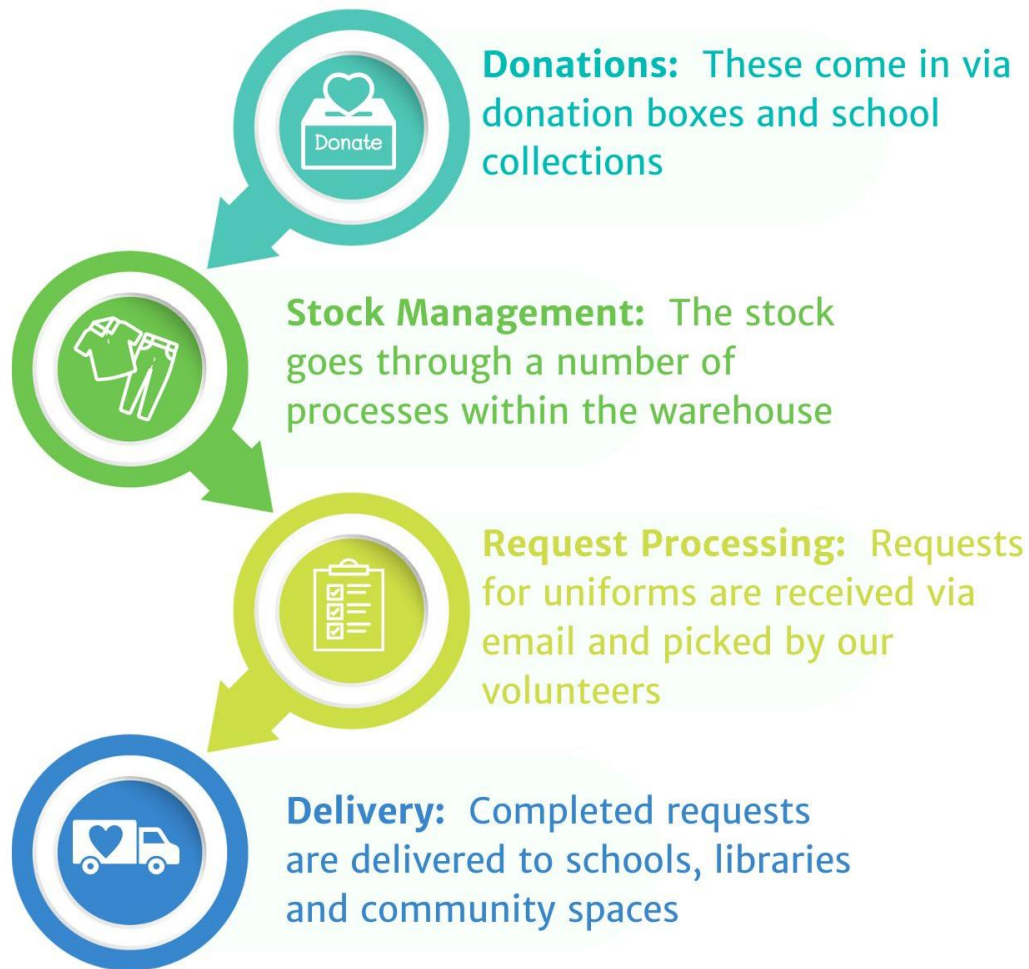 Donate
Donations: These come in via
donation boxes and school
collections
Stock Management: The stock
goes through a number of
processes within the warehouse
Request Processing: Requests
for uniforms are received via
email and picked by our
volunteers
Delivery: Completed requests
are delivered to schools, libraries
and community spaces